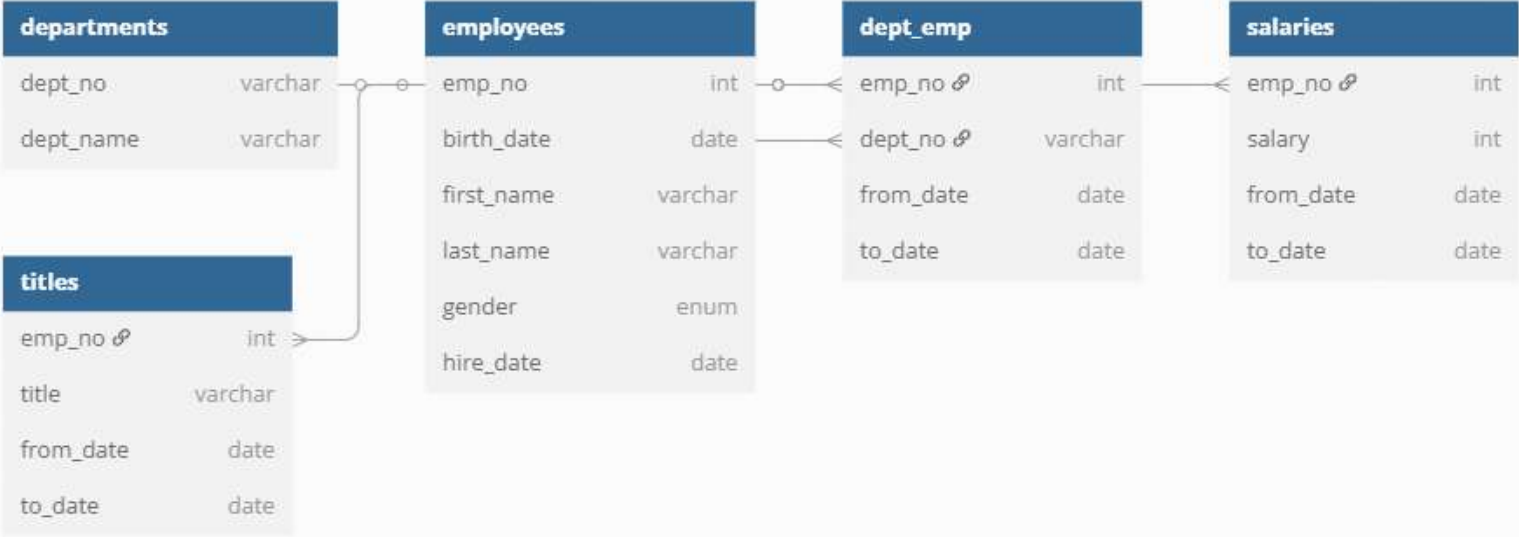 departments
dept_no varchar
dept_name varchar
titles
emp_no int
title varchar
from_date date
to_date date
employees
emp_no int
birth_date date
first_name varchar
last_name varchar
gender enum
hire_date date
dept_emp
emp_no int
dept_no varchar
from_date date
to_date date
salaries
emp_no int
salary int
from_date date
to_date date